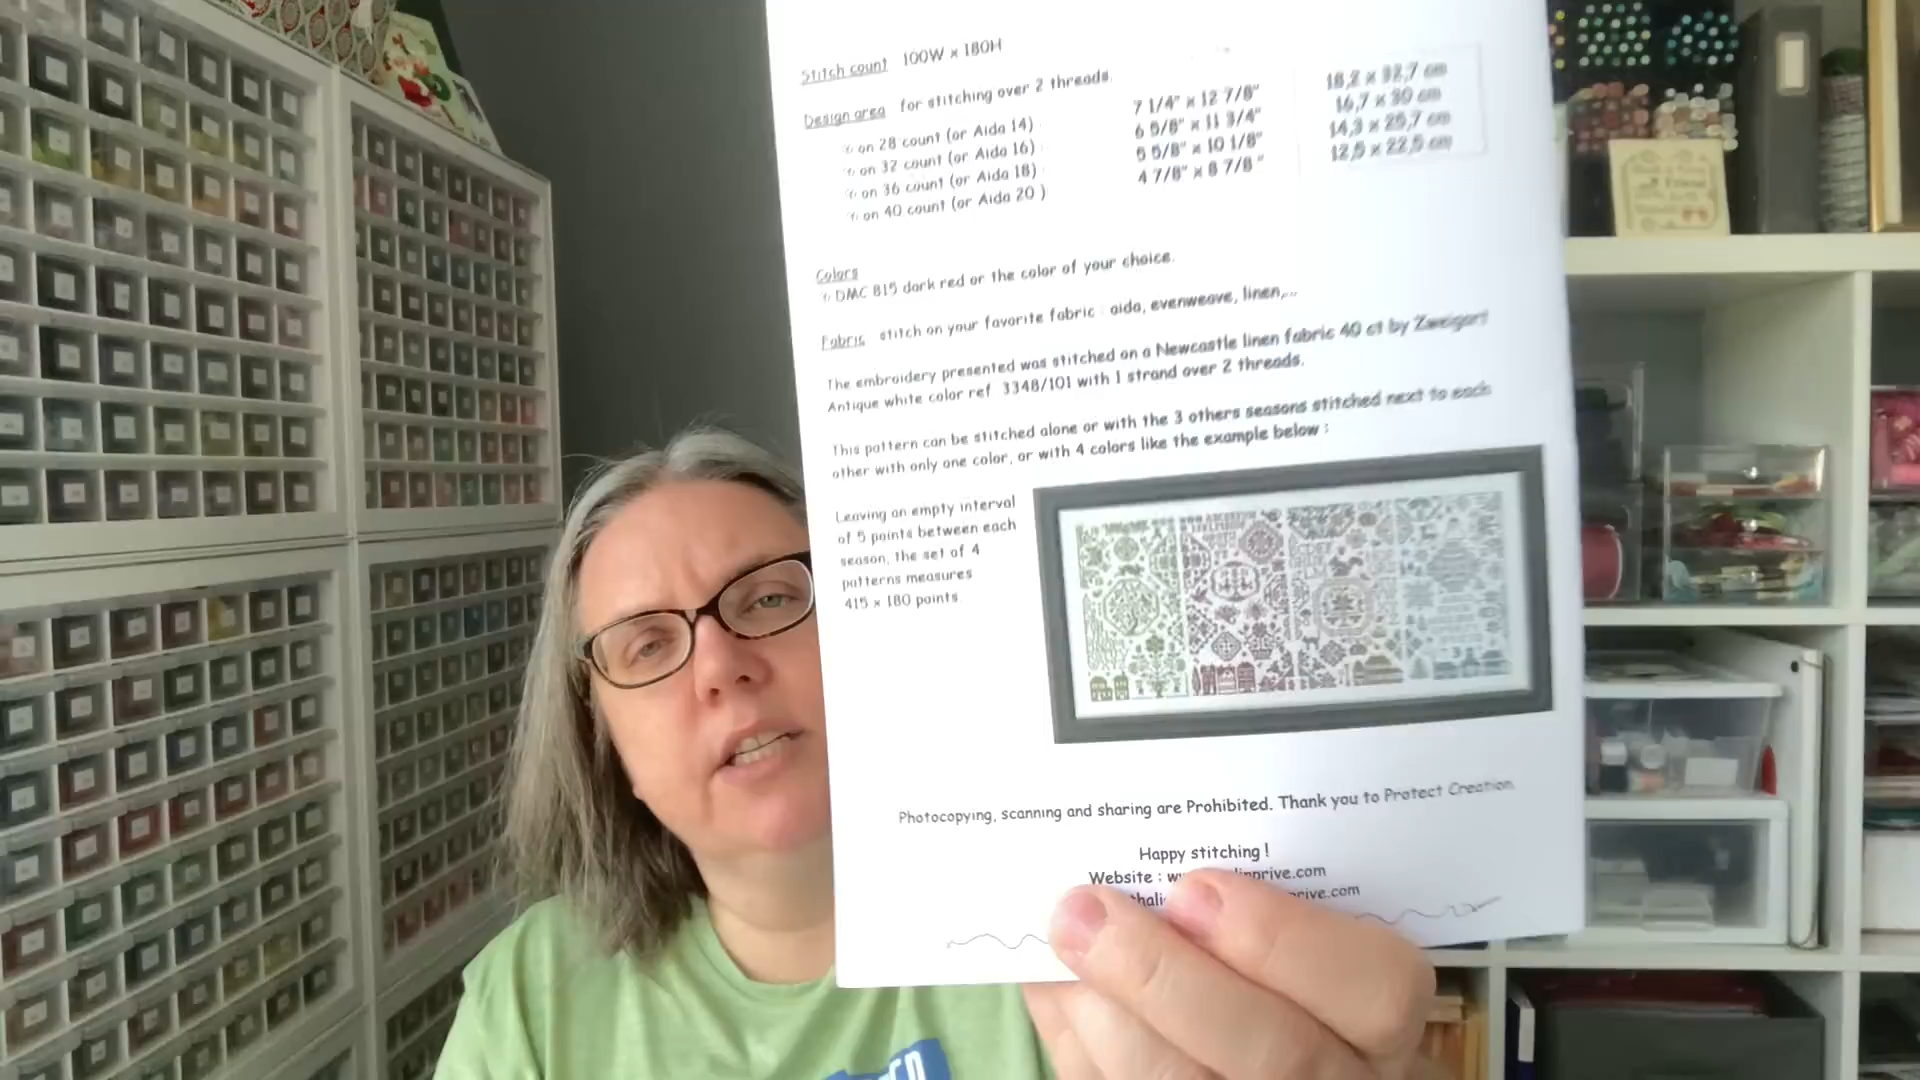 Stitch count 100W x 180H
Design area for stitching over 2 threads.
on 28 count (or Aida 14) 7 1/4" x 12 7/8" 18,2 x 32,7 cm
on 32 count (or Aida 16) 6 5/8" x 11 3/4" 16,7 x 30 cm
on 36 count (or Aida 18) 5 5/8" x 10 1/8" 14,3 x 25,7 cm
on 40 count (or Aida 20 ) 4 7/8" x 8 7/8" 12,5 x 22,5 cm
Colors
DMC 815 dark red or the color of your choice.
Fabric stitch on your favorite fabric : aida, evenweave, linen,...
The embroidery presented was stitched on a Newcastle linen fabric 40 ct by Zweigart
Antique white color ref 3348/101 with 1 strand over 2 threads.
This pattern can be stitched alone or with the 3 others seasons stitched next to each
other with only one color, or with 4 colors like the example below :
Leaving an empty interval
of 5 points between each
season, the set of 4
patterns measures
415 x 180 points.
Photocopying, scanning and sharing are Prohibited. Thank you to Protect Creation.
Happy stitching !
Website :